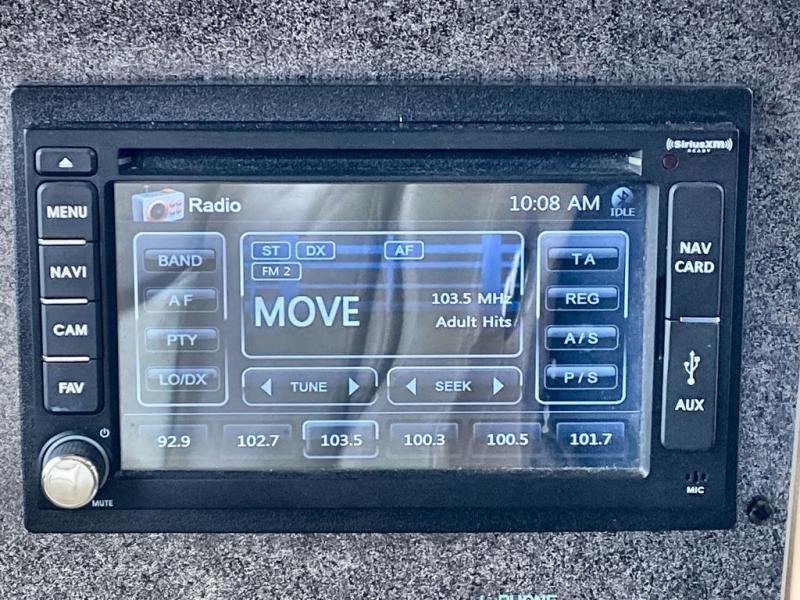 SiriusXM
READY
MENU
NAVI
CAM
FAV
MUTE
Radio
10:08 AM
IDLE
BAND
AF
PTY
LO/DX
ST DX AF
FM 2
MOVE
103.5 MHz
Adult Hits
TUNE
SEEK
TA
REG
A/S
P/S
92.9 102.7 103.5 100.3 100.5 101.7
NAV
CARD
AUX
MIC
PHONE